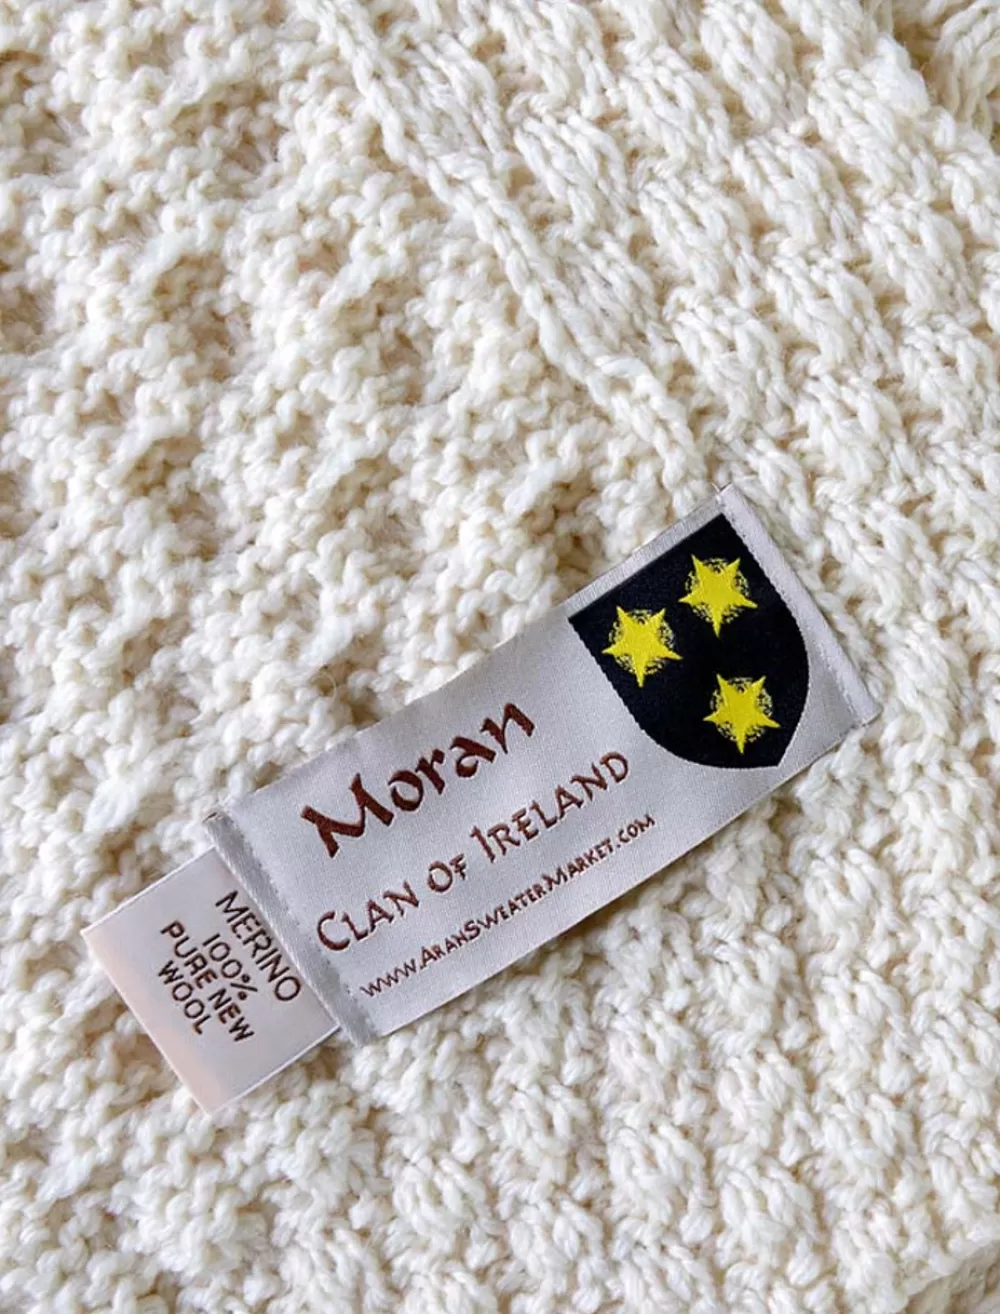 Moran
Clan Of Ireland
www.AranSweaterMarket.com
MERINO
100%
PURE NEW
WOOL